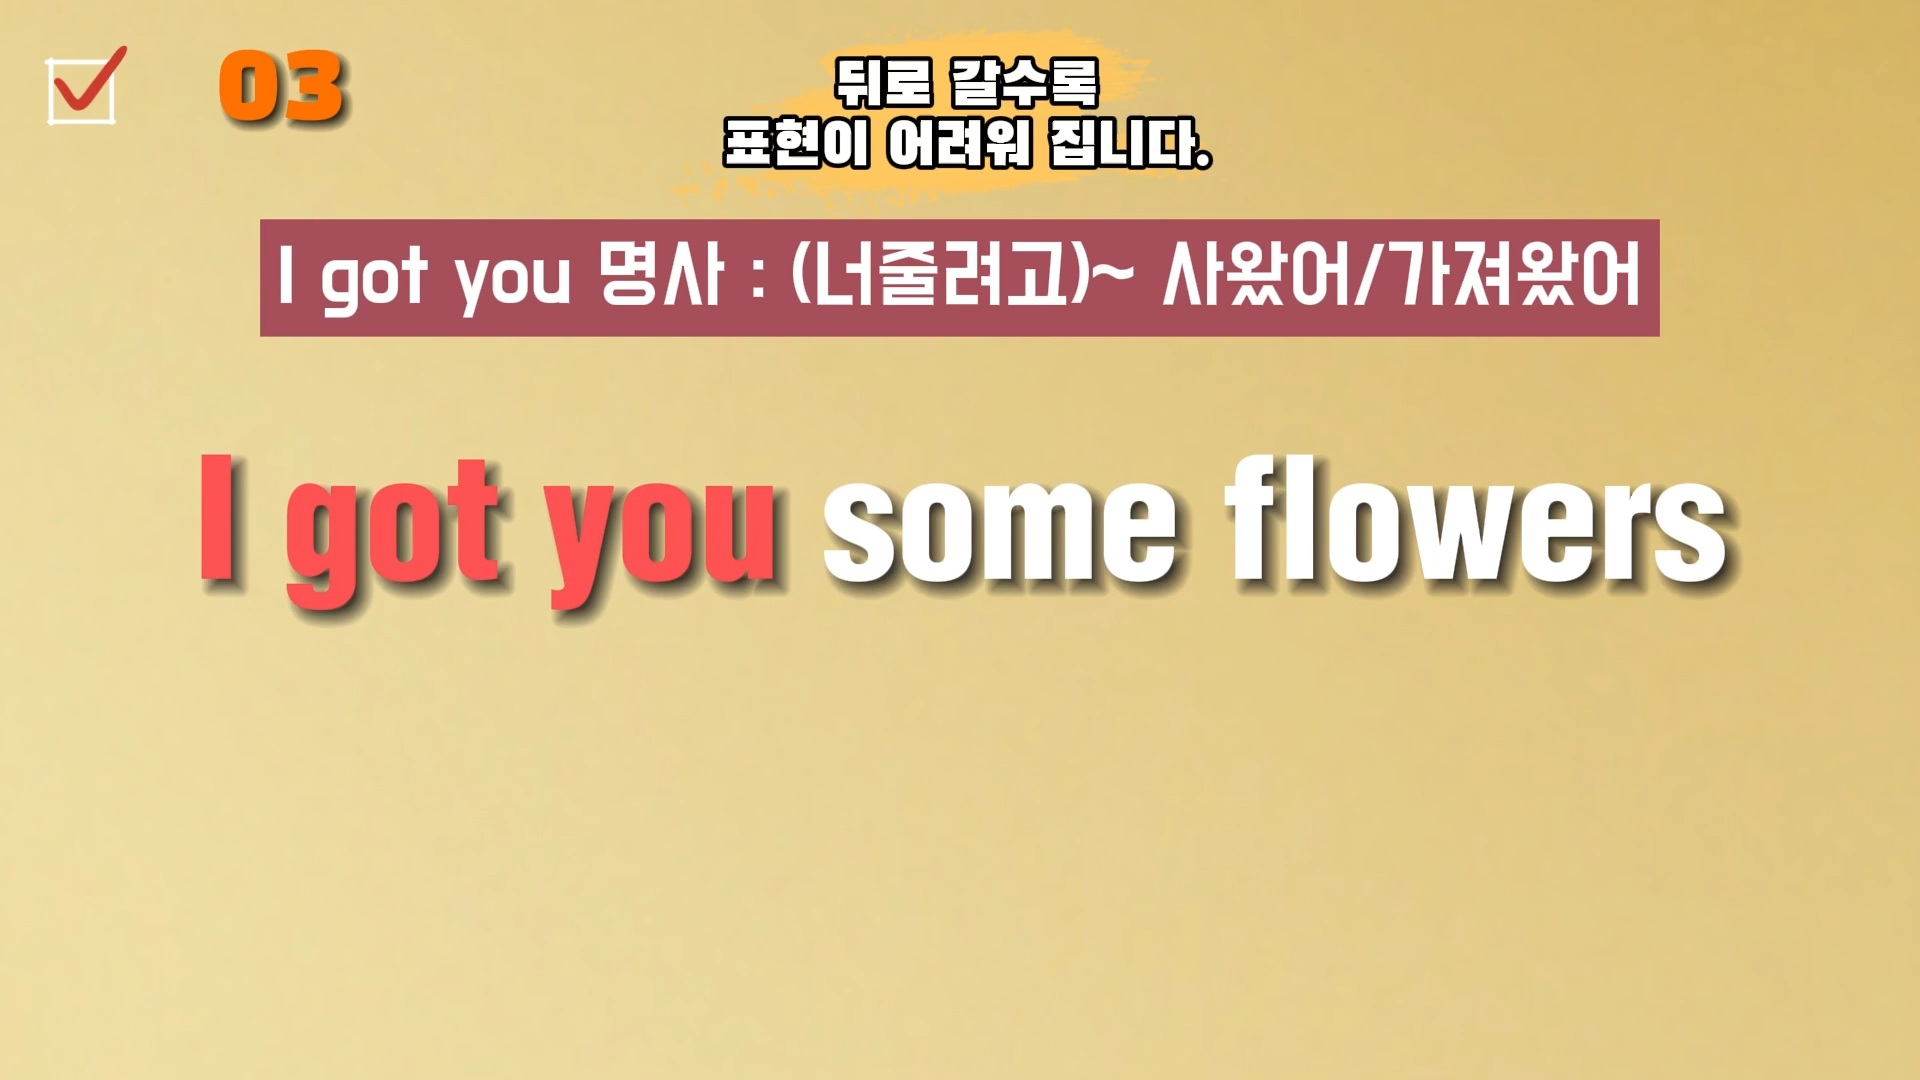 03
뒤로 갈수록
표현이 어려워 집니다.
I got you 명사 : (너줄려고)~ 사왔어/가져왔어
I got you some flowers